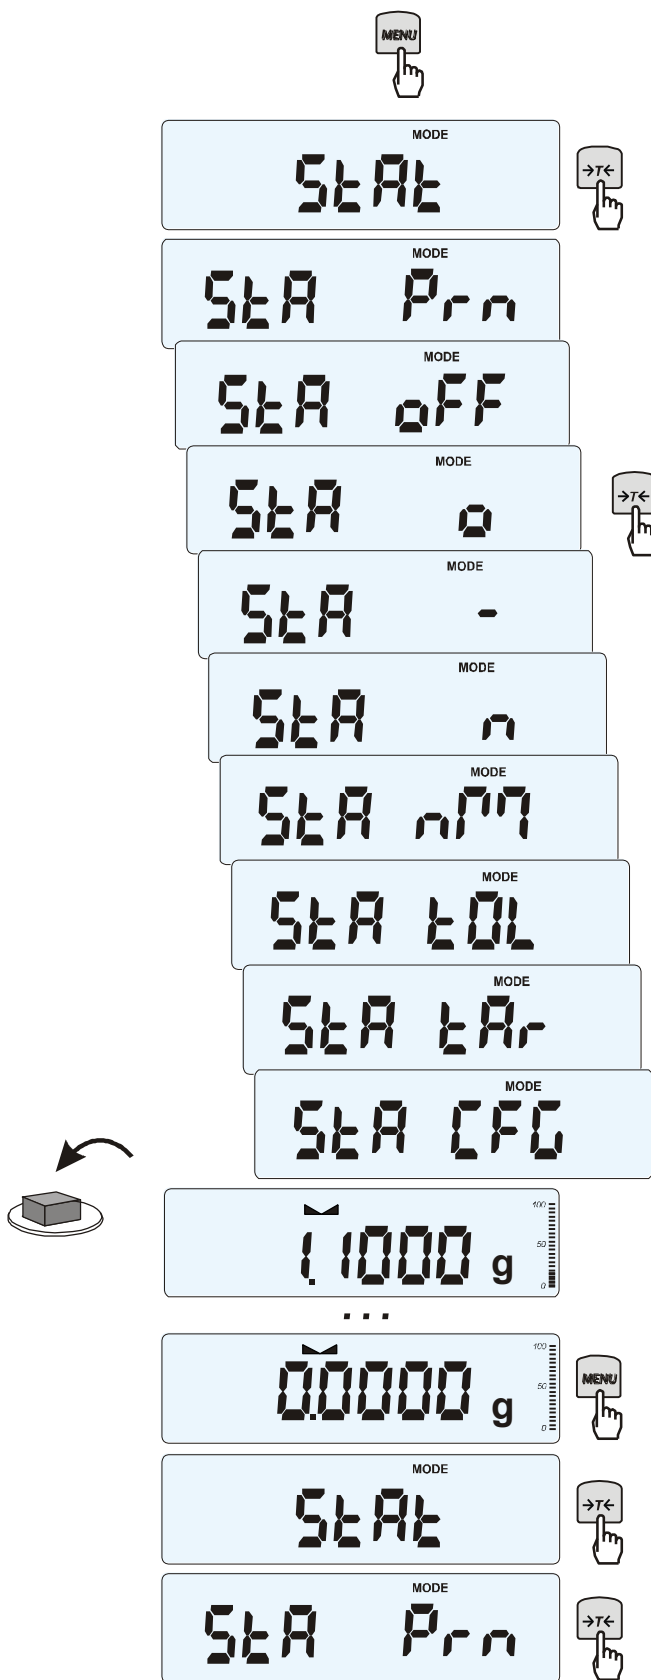 MENU
MODE
StAt
→T←
MODE
StA Prn
MODE
StA oFF
MODE
StA o
→T←
MODE
StA -
MODE
StA n
MODE
StA nM
MODE
StA tOL
MODE
StA tAr
MODE
StA CFG
100
50
0
1.1000 g
...
100
50
0
0.0000 g
MENU
MODE
StAt
→T←
MODE
StA Prn
→T←